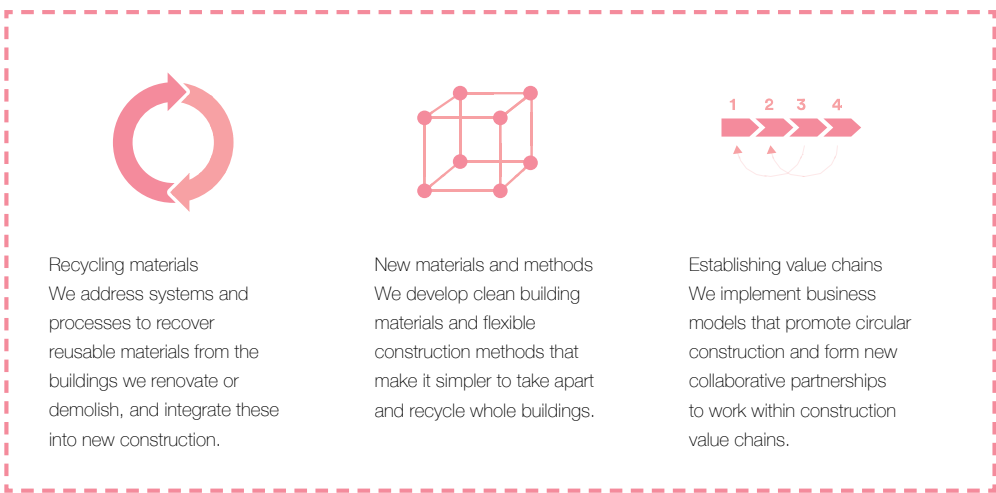 Recycling materials
We address systems and
processes to recover
reusable materials from the
buildings we renovate or
demolish, and integrate these
into new construction.
New materials and methods
We develop clean building
materials and flexible
construction methods that
make it simpler to take apart
and recycle whole buildings.
1 2 3 4
Establishing value chains
We implement business
models that promote circular
construction and form new
collaborative partnerships
to work within construction
value chains.